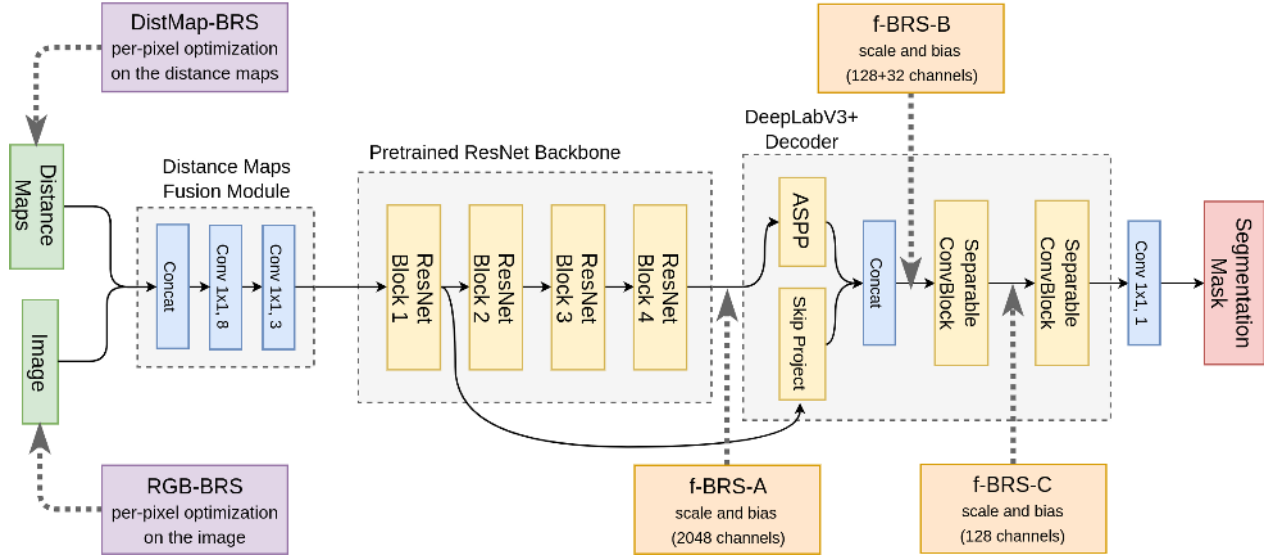 DistMap-BRS
per-pixel optimization
on the distance maps
f-BRS-B
scale and bias
(128+32 channels)
DeepLabV3+
Decoder
Pretrained ResNet Backbone
Distance Maps
Fusion Module
Distance
Maps
Image
Concat
Conv 1x1, 8
Conv 1x1, 3
ResNet
Block 1
ResNet
Block 2
ResNet
Block 3
ResNet
Block 4
ASPP
Skip Project
Concat
Separable
ConvBlock
Separable
ConvBlock
Conv 1x1, 1
Segmentation
Mask
RGB-BRS
per-pixel optimization
on the image
f-BRS-A
scale and bias
(2048 channels)
f-BRS-C
scale and bias
(128 channels)